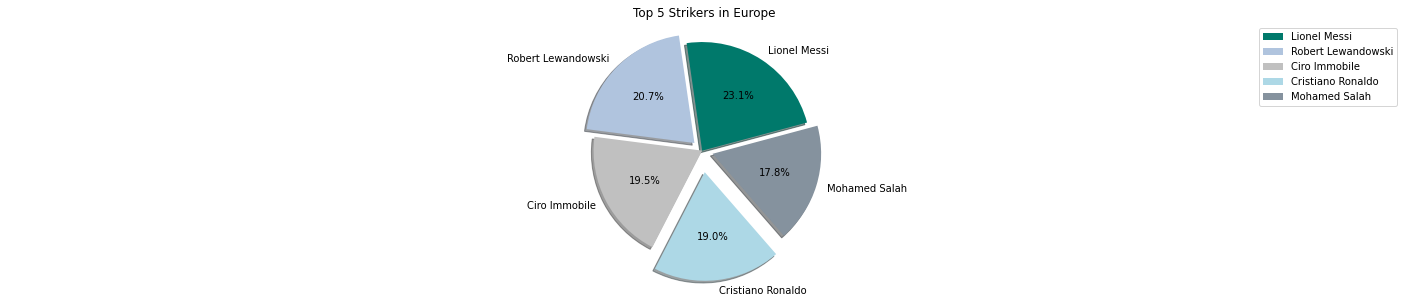 Top 5 Strikers in Europe
Lionel Messi
Robert Lewandowski
Ciro Immobile
Cristiano Ronaldo
Mohamed Salah
23.1%
20.7%
19.5%
19.0%
17.8%
Lionel Messi
Robert Lewandowski
Ciro Immobile
Cristiano Ronaldo
Mohamed Salah